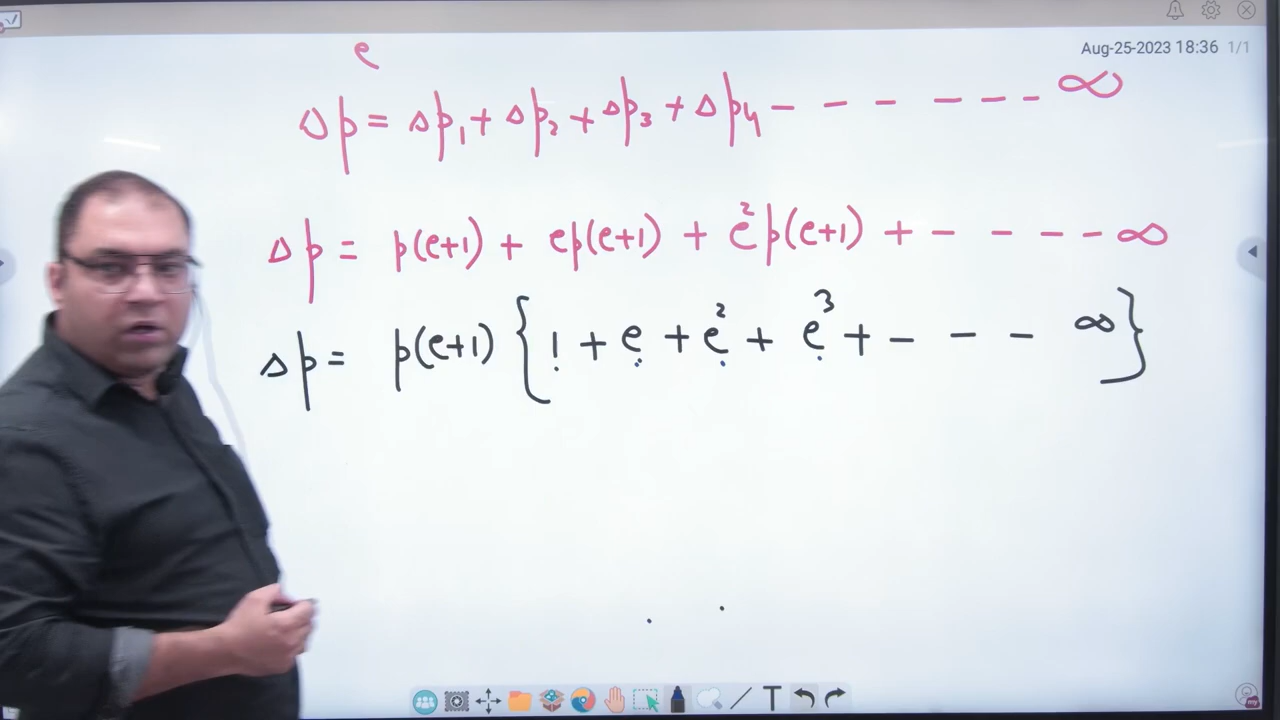 Aug-25-2023 18:36 1/1
e
Δp = Δp₁ + Δp₂ + Δp₃ + Δp₄ - - - - - - ∞
Δp = p(e+1) + ep(e+1) + e²p(e+1) + - - - - ∞
Δp = p(e+1) { 1 + e + e² + e³ + - - - ∞ }
T